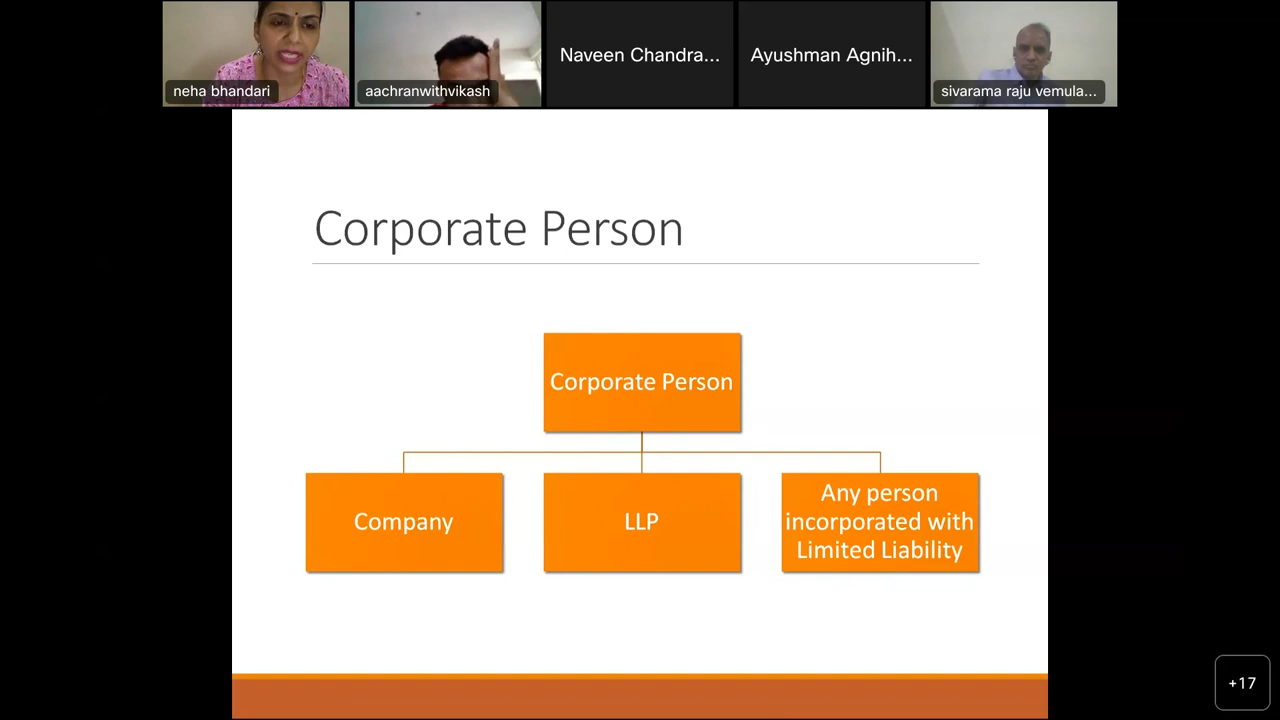 neha bhandari
aachranwithvikash
Naveen Chandra...
Ayushman Agnih...
sivarama raju vemula...
Corporate Person
Corporate Person
Company
LLP
Any person
incorporated with
Limited Liability
+17